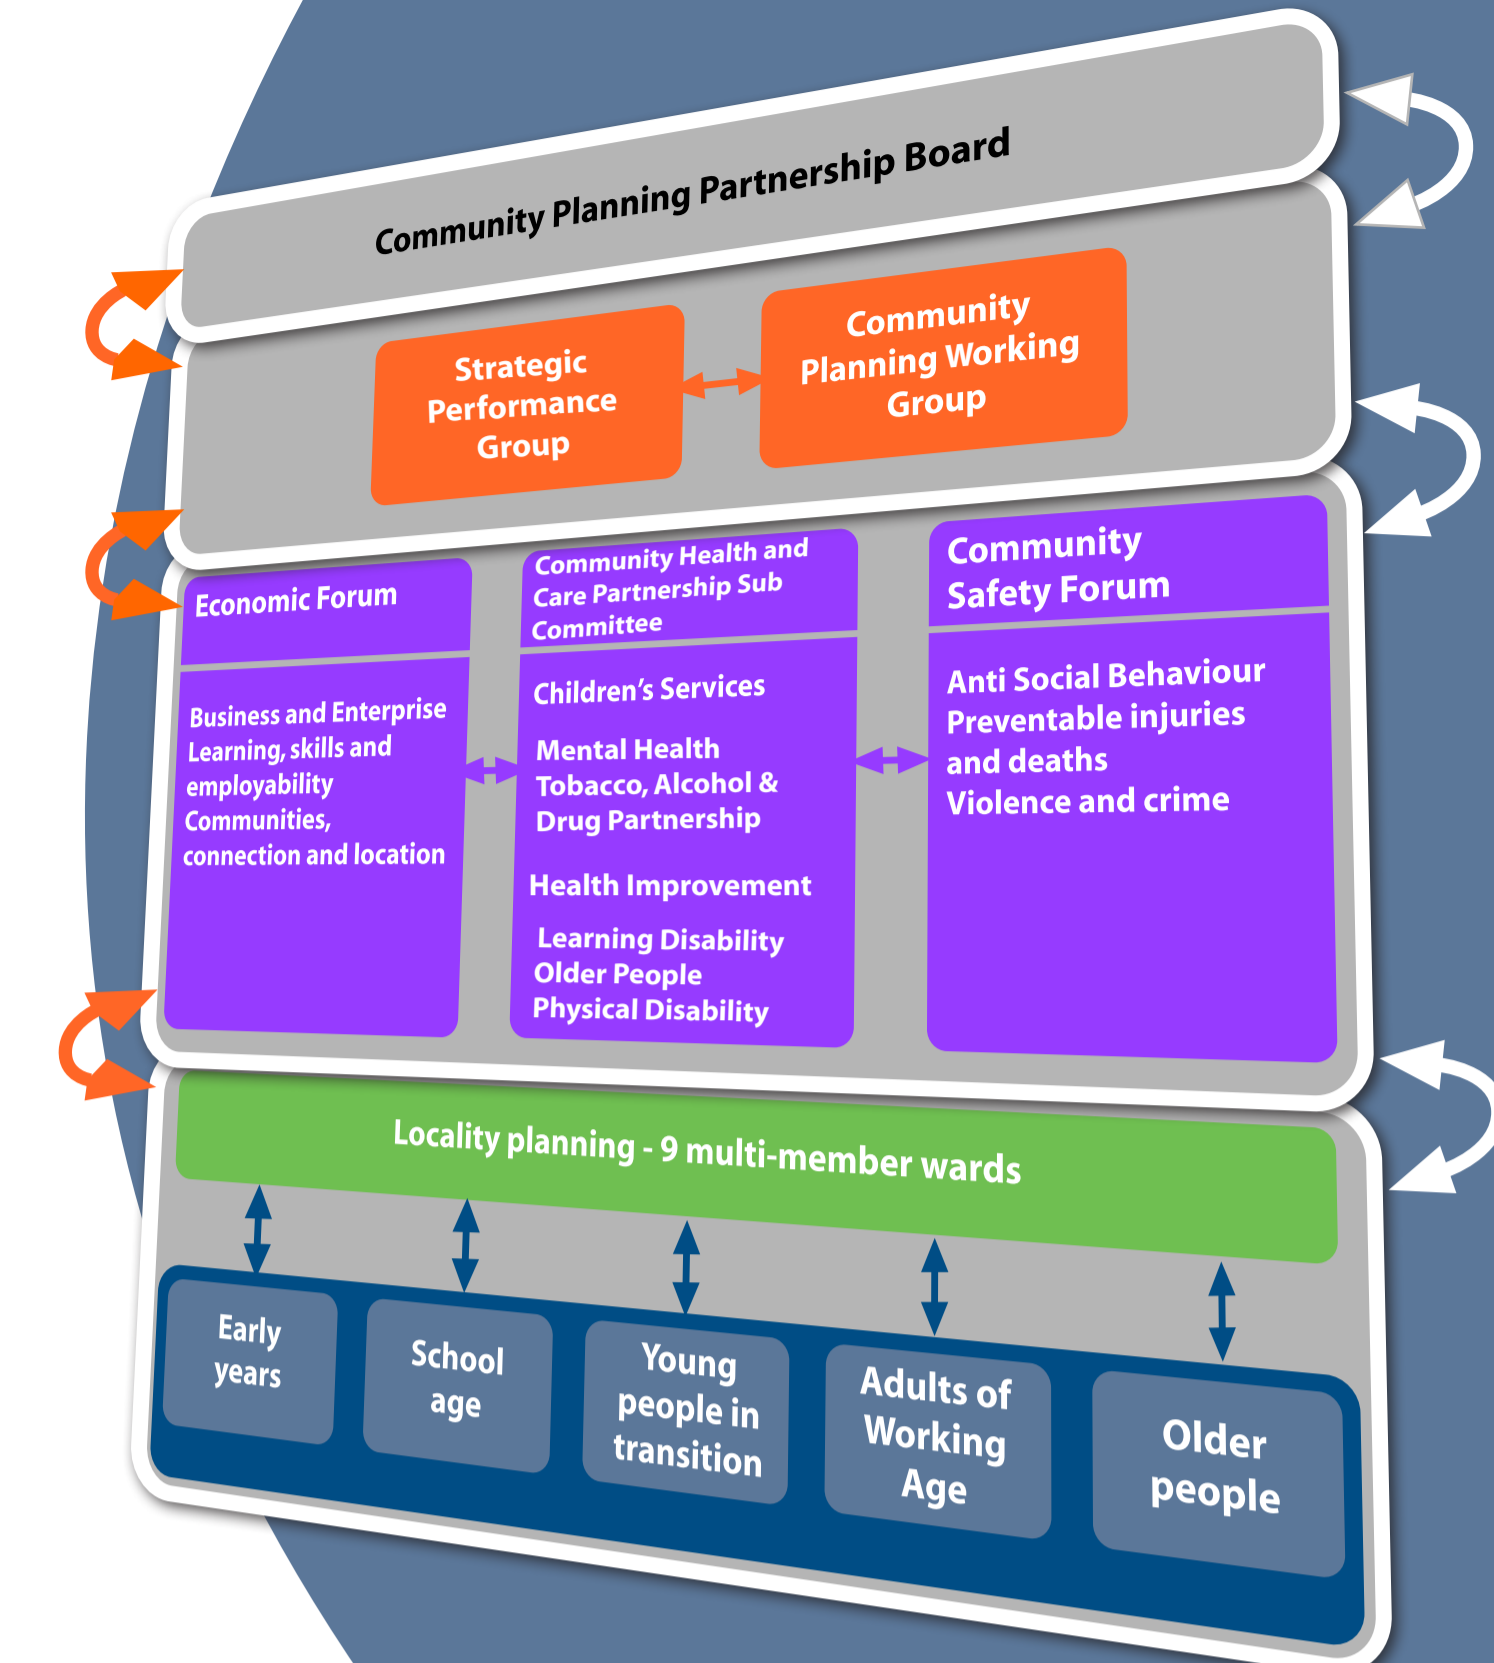 Community Planning Partnership Board
Strategic
Performance
Group
Community
Planning Working
Group
Economic Forum
Business and Enterprise
Learning, skills and
employability
Communities,
connection and location
Community Health and
Care Partnership Sub
Committee
Children’s Services
Mental Health
Tobacco, Alcohol &
Drug Partnership
Health Improvement
Learning Disability
Older People
Physical Disability
Community
Safety Forum
Anti Social Behaviour
Preventable injuries
and deaths
Violence and crime
Locality planning - 9 multi-member wards
Early
years
School
age
Young
people in
transition
Adults of
Working
Age
Older
people